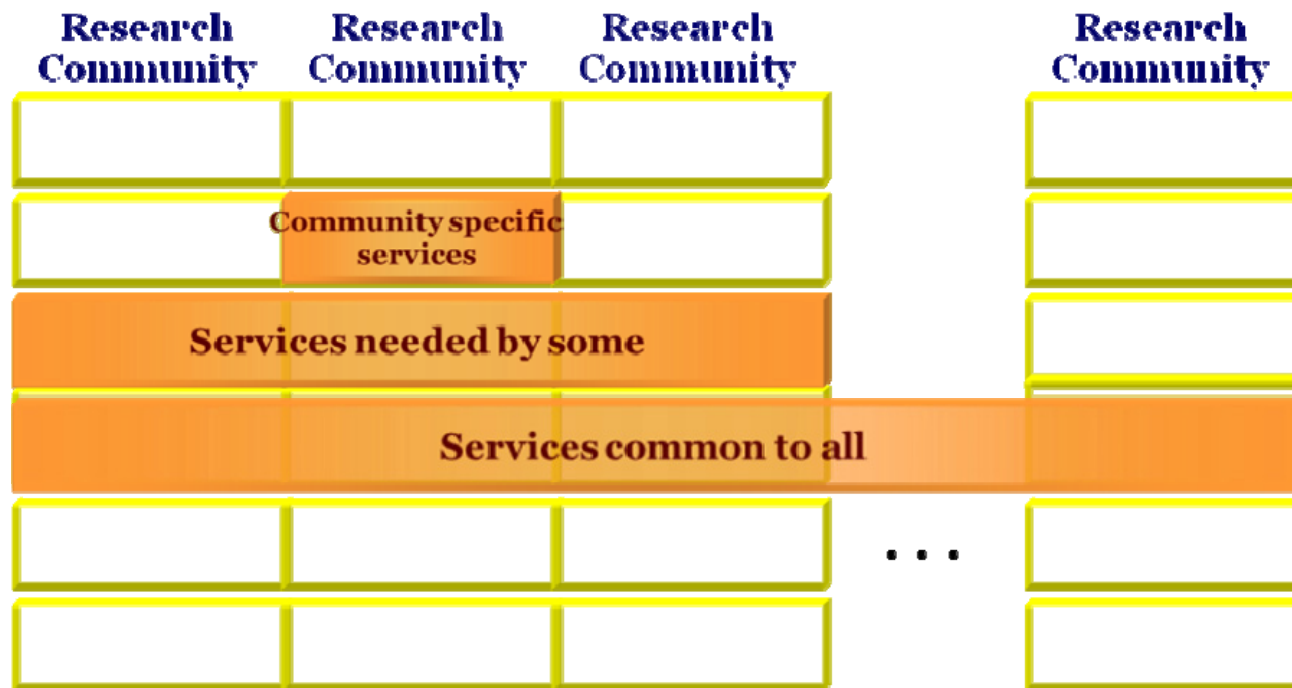 Research Research Research Research
Community Community Community Community
Community specific
services
Services needed by some
Services common to all
. . .